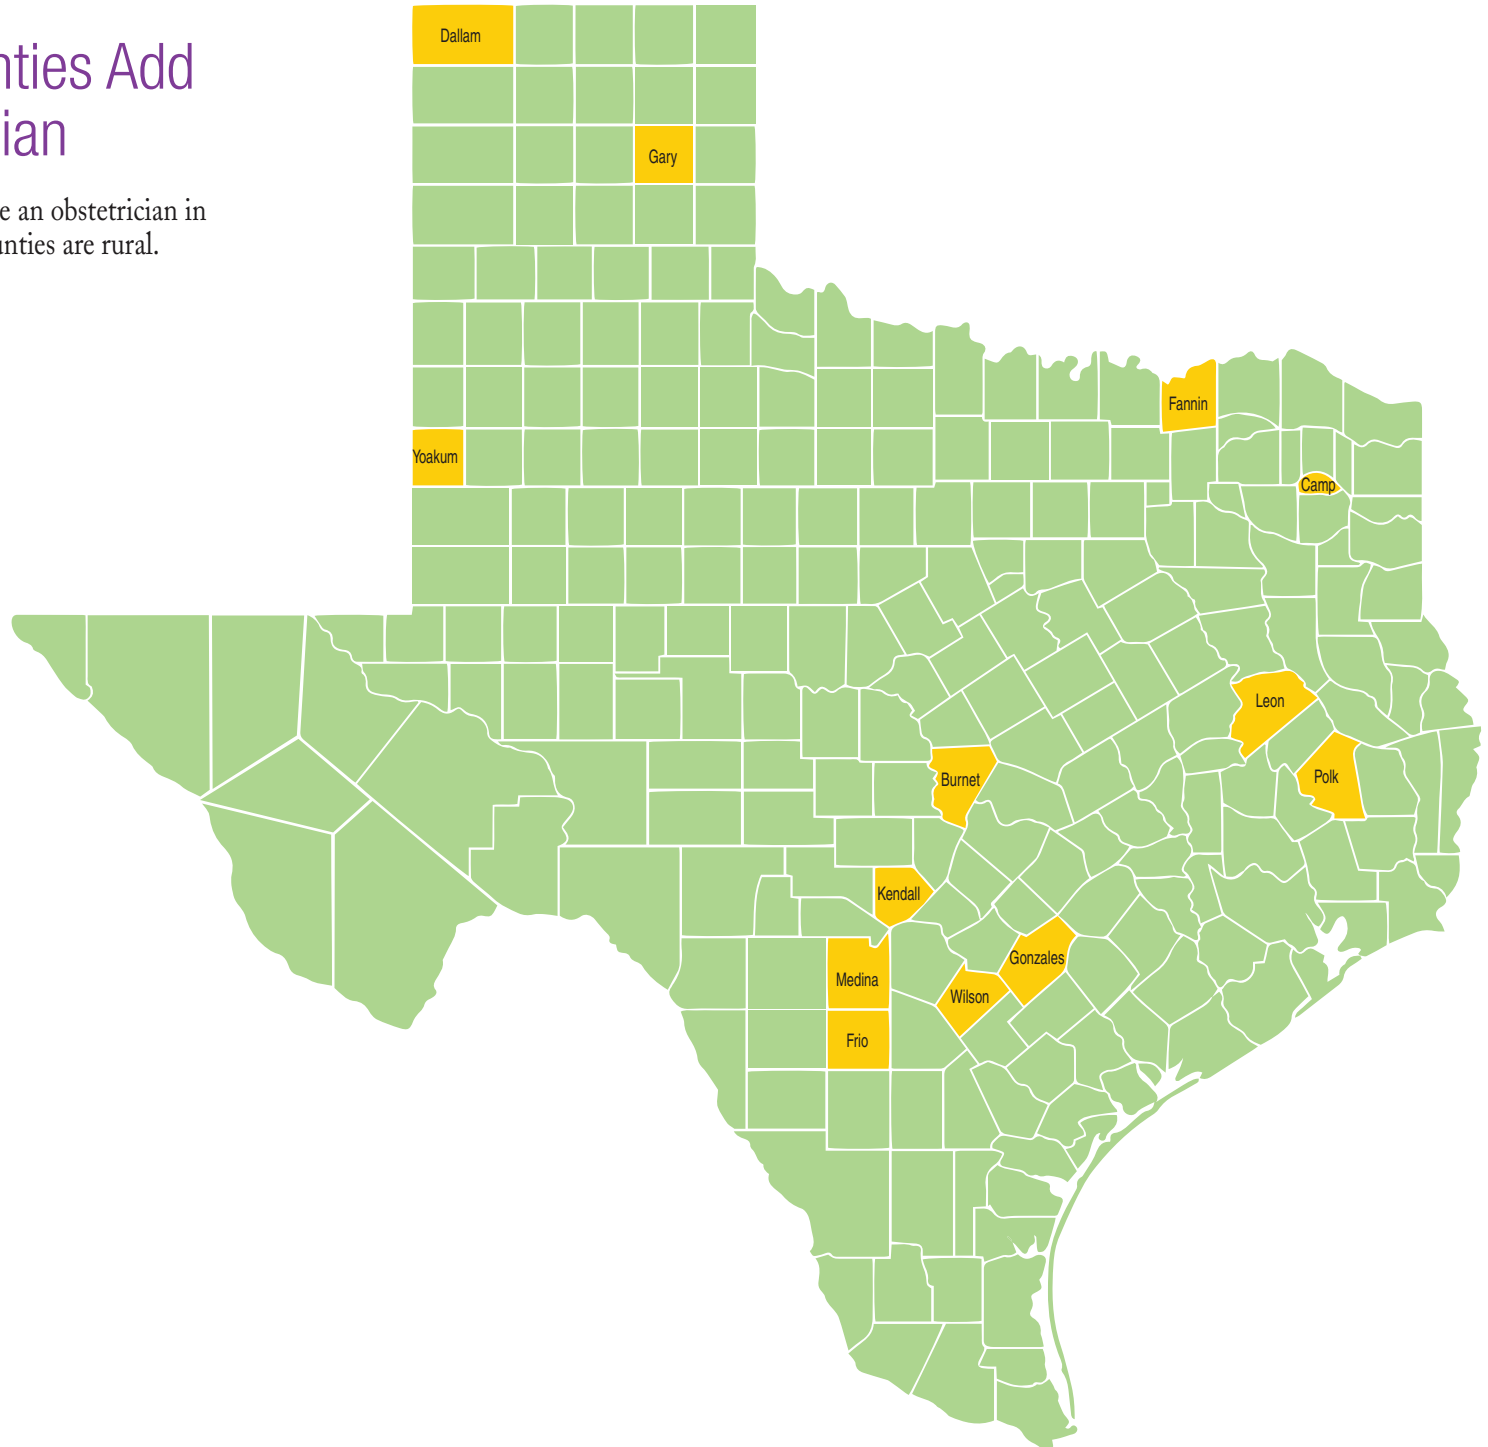 nties Add
ian
e an obstetrician in
unties are rural.
Dallam
Gary
Fannin
Yoakum
Camp
Leon
Burnet
Polk
Kendall
Gonzales
Medina
Wilson
Frio